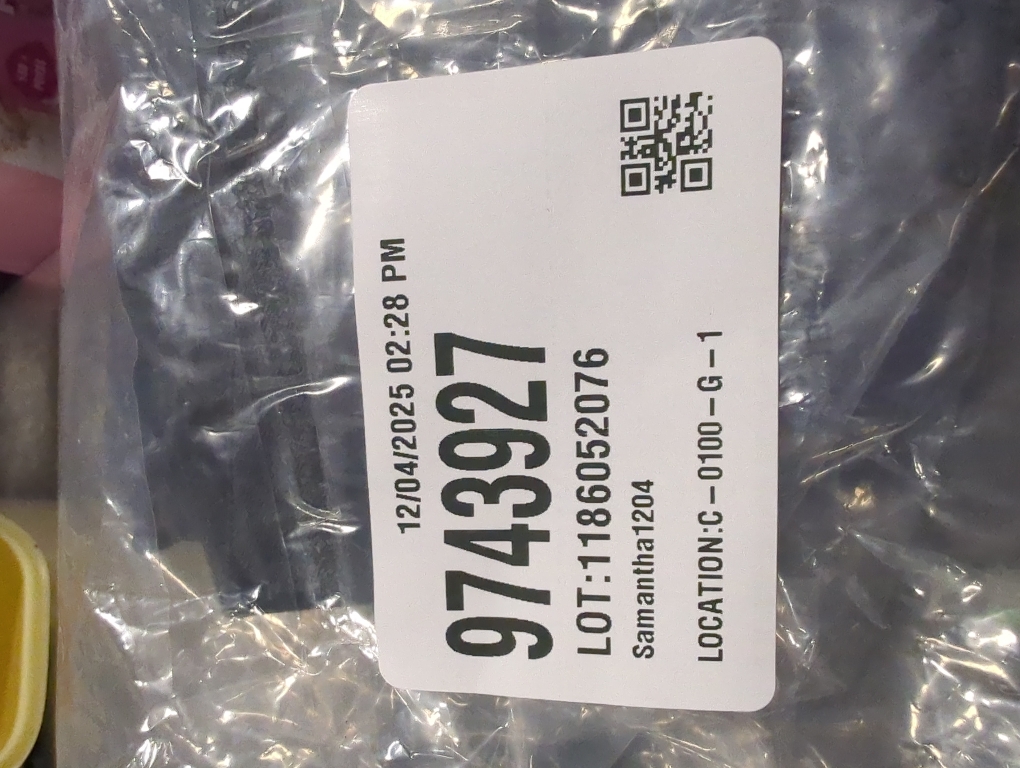 12/04/2025 02:28 PM
9743927
LOT:1186052076
Samantha1204
LOCATION:C-0100-G-1